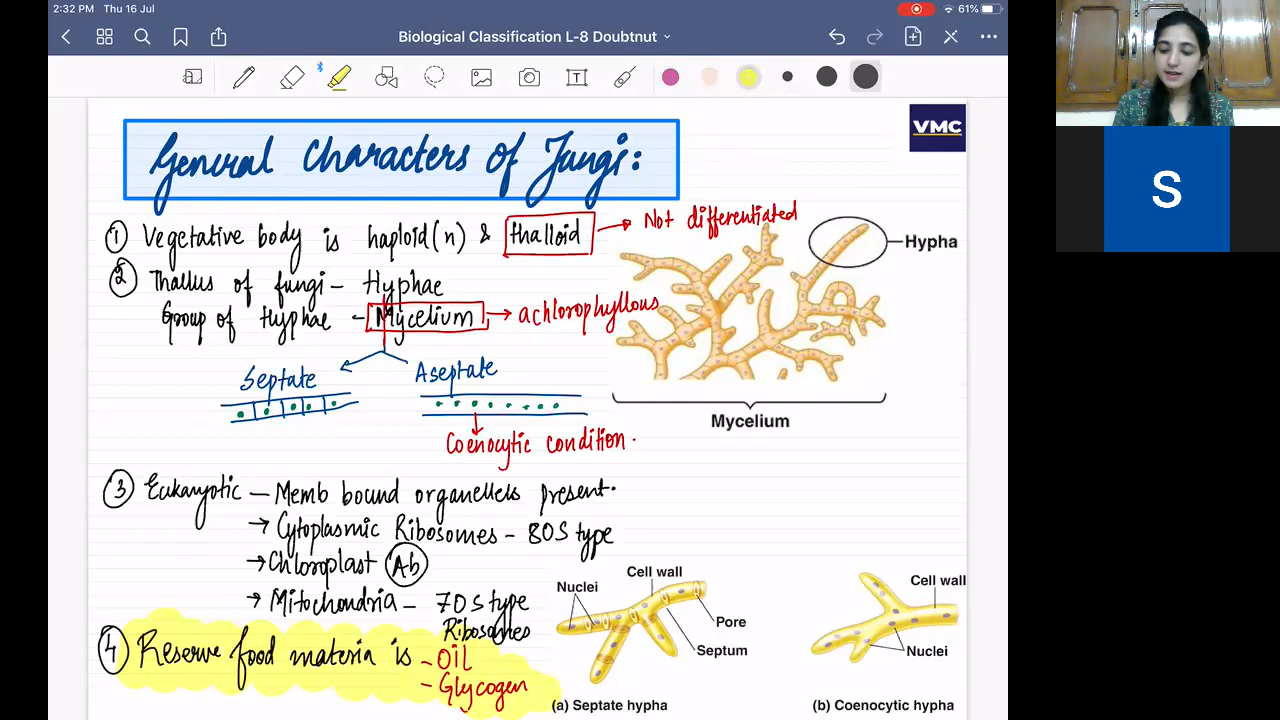 2:32 PM Thu 16 Jul
61%
Biological Classification L-8 Doubtnut
VMC
General Characters of Fungi:
① Vegetative body is haploid(n) & thalloid → Not differentiated
② Thallus of fungi - Hyphae
Group of Hyphae - Mycelium → achlorophyllous
Septate
Aseptate
Coenocytic condition.
Hypha
Mycelium
③ Eukaryotic — Memb bound organellels present.
→ Cytoplasmic Ribosomes - 80S type
→ Chloroplast Ab
→ Mitochondria - 70S type
Ribosomes
④ Reserve food materia is - Oil
- Glycogen
Cell wall
Nuclei
Pore
Septum
(a) Septate hypha
Cell wall
Nuclei
(b) Coenocytic hypha
S
T